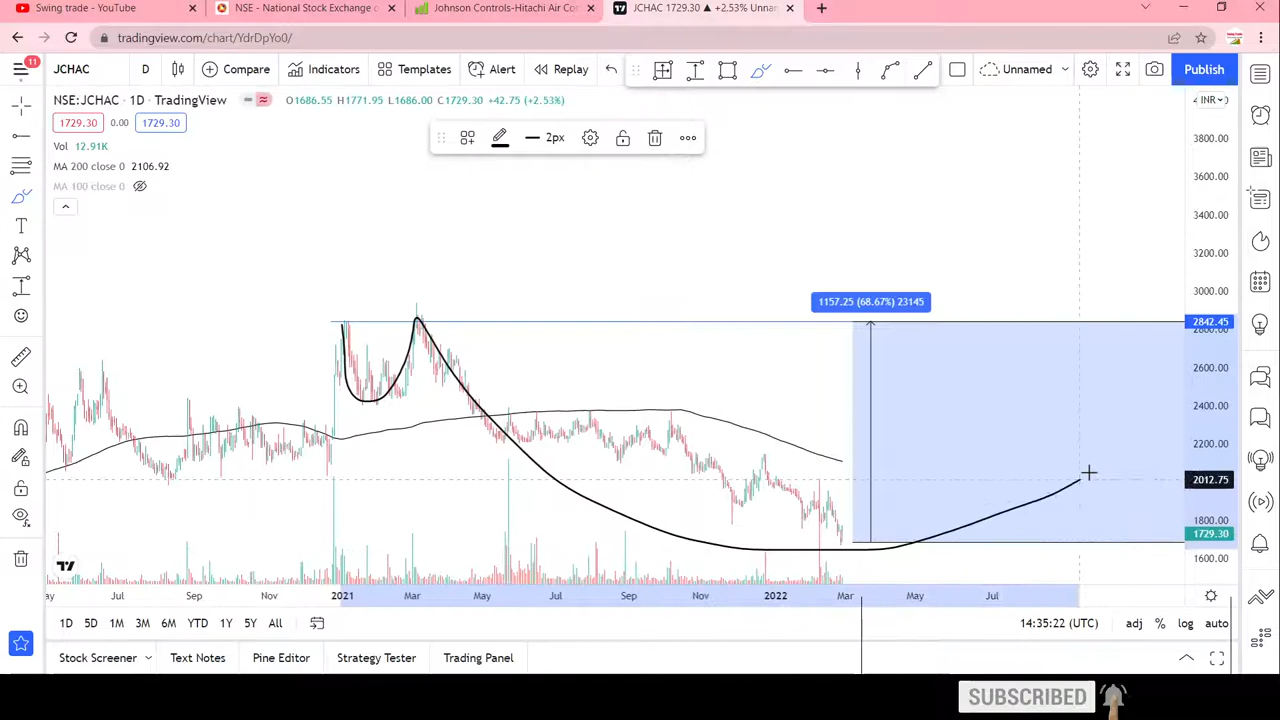 Swing trade - YouTube
NSE - National Stock Exchange o
Johnson Controls-Hitachi Air Con
JCHAC 1729.30 ▲ +2.53% Unnan
tradingview.com/chart/YdrDpYo0/
11
JCHAC
D
Compare
Indicators
Templates
Alert
Replay
Unnamed
Publish
NSE:JCHAC · 1D · TradingView
O1686.55 H1771.95 L1686.00 C1729.30 +42.75 (+2.53%)
INR
1729.30
0.00
1729.30
2px
Vol 12.91K
MA 200 close 0 2106.92
MA 100 close 0
3800.00
3600.00
3400.00
3200.00
3000.00
1157.25 (68.67%) 23145
2842.45
2600.00
2400.00
2200.00
2012.75
1800.00
1729.30
1600.00
Jul
Sep
Nov
2021
Mar
May
Jul
Sep
Nov
2022
Mar
May
Jul
1D
5D
1M
3M
6M
YTD
1Y
5Y
All
14:35:22 (UTC)
adj
%
log
auto
Stock Screener
Text Notes
Pine Editor
Strategy Tester
Trading Panel
SUBSCRIBED